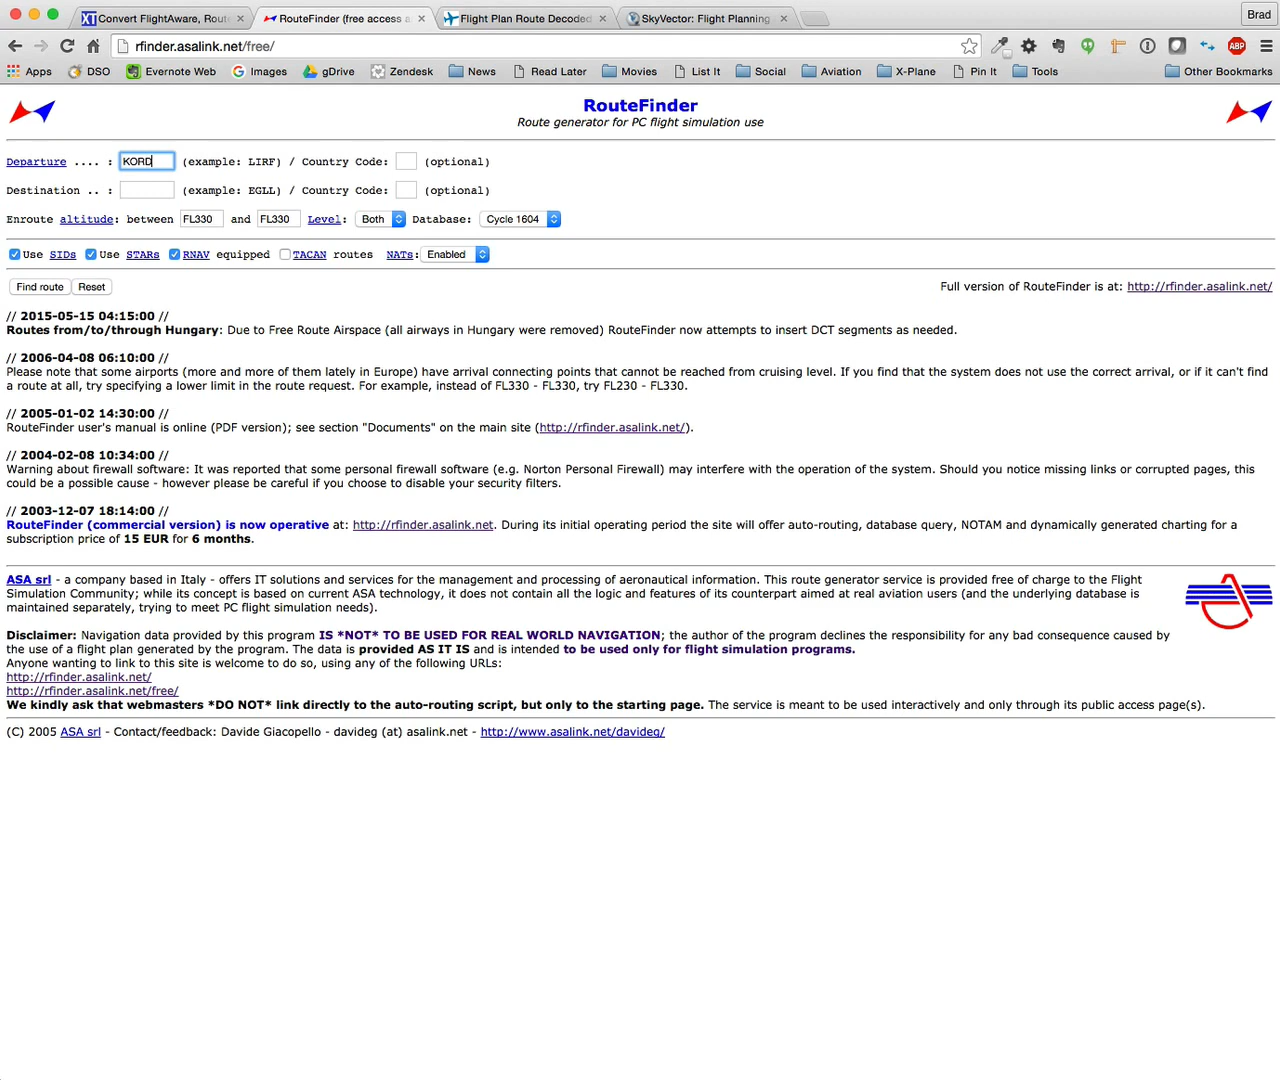 Convert FlightAware, Rout
RouteFinder (free access a
Flight Plan Route Decoded
SkyVector: Flight Planning
Brad
rfinder.asalink.net/free/
ABP
Apps DSO Evernote Web Images gDrive Zendesk News Read Later Movies List It Social Aviation X-Plane Pin It Tools Other Bookmarks
RouteFinder
Route generator for PC flight simulation use
Departure .... : KORD (example: LIRF) / Country Code: (optional)
Destination .. : (example: EGLL) / Country Code: (optional)
Enroute altitude: between FL330 and FL330 Level: Both Database: Cycle 1604
Use SIDs Use STARs RNAV equipped TACAN routes NATs: Enabled
Find route Reset Full version of RouteFinder is at: http://rfinder.asalink.net/
// 2015-05-15 04:15:00 //
Routes from/to/through Hungary: Due to Free Route Airspace (all airways in Hungary were removed) RouteFinder now attempts to insert DCT segments as needed.
// 2006-04-08 06:10:00 //
Please note that some airports (more and more of them lately in Europe) have arrival connecting points that cannot be reached from cruising level. If you find that the system does not use the correct arrival, or if it can't find
a route at all, try specifying a lower limit in the route request. For example, instead of FL330 - FL330, try FL230 - FL330.
// 2005-01-02 14:30:00 //
RouteFinder user's manual is online (PDF version); see section "Documents" on the main site (http://rfinder.asalink.net/).
// 2004-02-08 10:34:00 //
Warning about firewall software: It was reported that some personal firewall software (e.g. Norton Personal Firewall) may interfere with the operation of the system. Should you notice missing links or corrupted pages, this
could be a possible cause - however please be careful if you choose to disable your security filters.
// 2003-12-07 18:14:00 //
RouteFinder (commercial version) is now operative at: http://rfinder.asalink.net. During its initial operating period the site will offer auto-routing, database query, NOTAM and dynamically generated charting for a
subscription price of 15 EUR for 6 months.
ASA srl - a company based in Italy - offers IT solutions and services for the management and processing of aeronautical information. This route generator service is provided free of charge to the Flight
Simulation Community; while its concept is based on current ASA technology, it does not contain all the logic and features of its counterpart aimed at real aviation users (and the underlying database is
maintained separately, trying to meet PC flight simulation needs).
Disclaimer: Navigation data provided by this program IS *NOT* TO BE USED FOR REAL WORLD NAVIGATION; the author of the program declines the responsibility for any bad consequence caused by
the use of a flight plan generated by the program. The data is provided AS IT IS and is intended to be used only for flight simulation programs.
Anyone wanting to link to this site is welcome to do so, using any of the following URLs:
http://rfinder.asalink.net/
http://rfinder.asalink.net/free/
We kindly ask that webmasters *DO NOT* link directly to the auto-routing script, but only to the starting page. The service is meant to be used interactively and only through its public access page(s).
(C) 2005 ASA srl - Contact/feedback: Davide Giacopello - davideg (at) asalink.net - http://www.asalink.net/davideg/